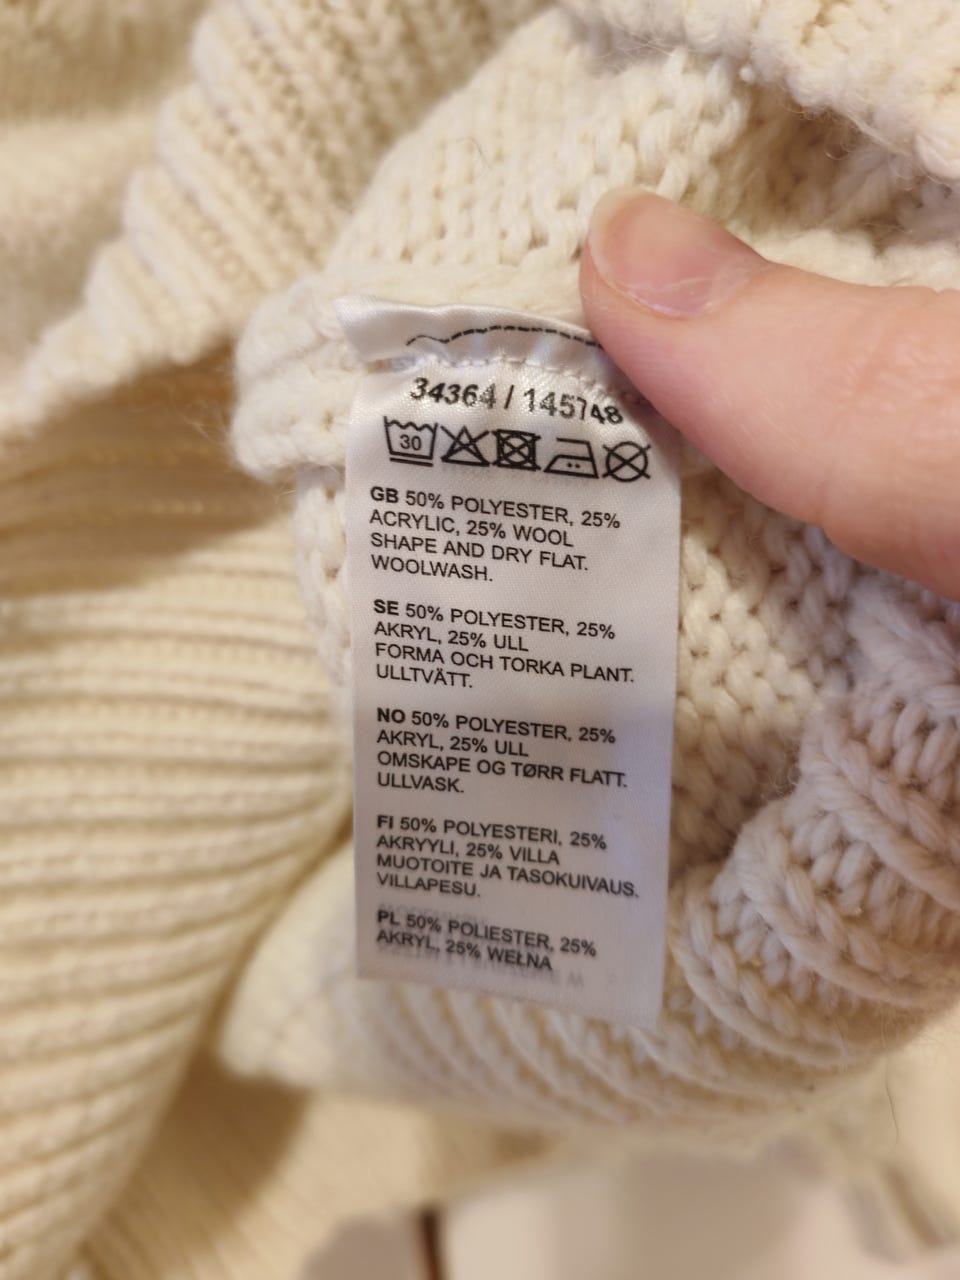 34364 / 145748
30
GB 50% POLYESTER, 25%
ACRYLIC, 25% WOOL
SHAPE AND DRY FLAT.
WOOLWASH.
SE 50% POLYESTER, 25%
AKRYL, 25% ULL
FORMA OCH TORKA PLANT.
ULLTVÄTT.
NO 50% POLYESTER, 25%
AKRYL, 25% ULL
OMSKAPE OG TØRR FLATT.
ULLVASK.
FI 50% POLYESTERI, 25%
AKRYYLI, 25% VILLA
MUOTOITE JA TASOKUIVAUS.
VILLAPESU.
PL 50% POLIESTER, 25%
AKRYL, 25% WEŁNA